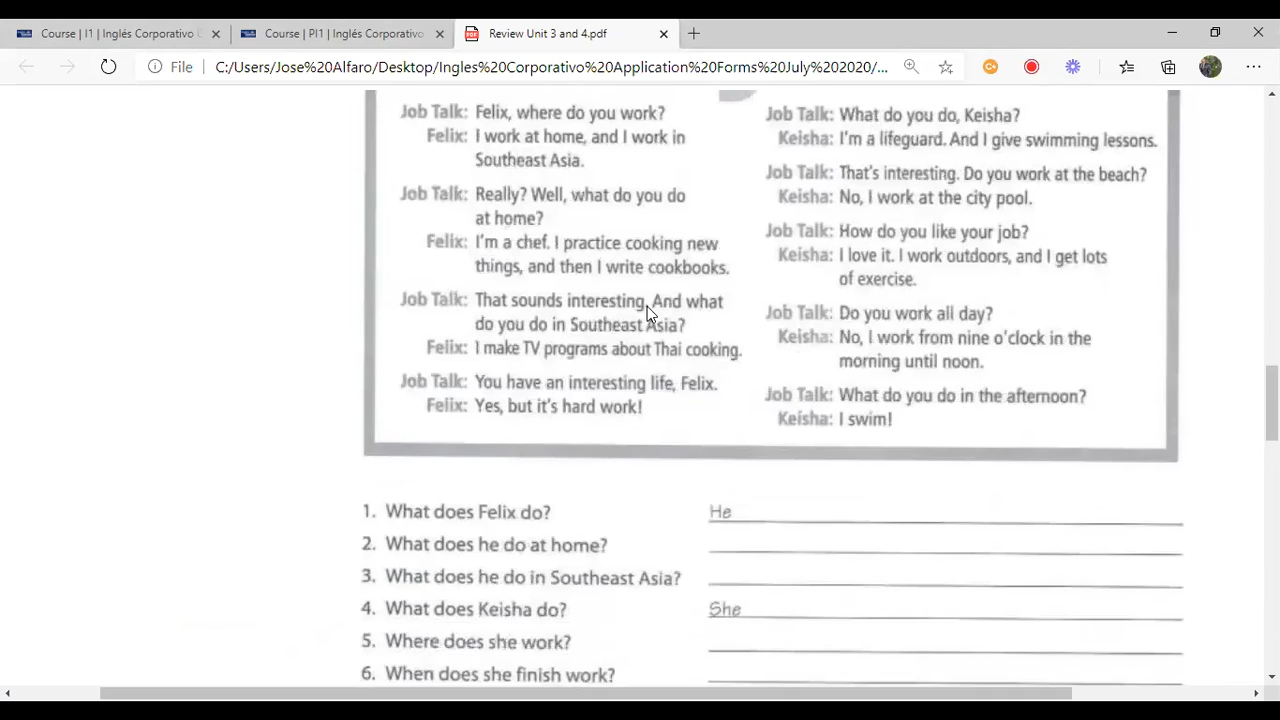 Course | I1 | Inglés Corporativo
Course | PI1 | Inglés Corporativo
Review Unit 3 and 4.pdf
File
C:/Users/Jose%20Alfaro/Desktop/Ingles%20Corporativo%20Application%20Forms%20July%202020/...
Job Talk: Felix, where do you work?
Felix: I work at home, and I work in
Southeast Asia.
Job Talk: Really? Well, what do you do
at home?
Felix: I'm a chef. I practice cooking new
things, and then I write cookbooks.
Job Talk: That sounds interesting. And what
do you do in Southeast Asia?
Felix: I make TV programs about Thai cooking.
Job Talk: You have an interesting life, Felix.
Felix: Yes, but it's hard work!
Job Talk: What do you do, Keisha?
Keisha: I'm a lifeguard. And I give swimming lessons.
Job Talk: That's interesting. Do you work at the beach?
Keisha: No, I work at the city pool.
Job Talk: How do you like your job?
Keisha: I love it. I work outdoors, and I get lots
of exercise.
Job Talk: Do you work all day?
Keisha: No, I work from nine o'clock in the
morning until noon.
Job Talk: What do you do in the afternoon?
Keisha: I swim!
1. What does Felix do? He
2. What does he do at home?
3. What does he do in Southeast Asia?
4. What does Keisha do? She
5. Where does she work?
6. When does she finish work?